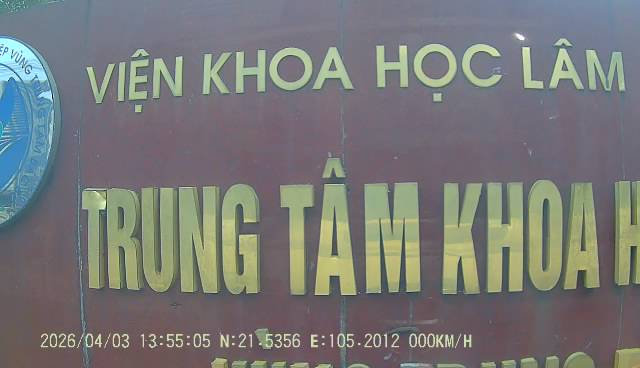 VIỆN KHOA HỌC LÂM
TRUNG TÂM KHOA H
2026/04/03 13:55:05 N:21.5356 E:105.2012 000KM/H